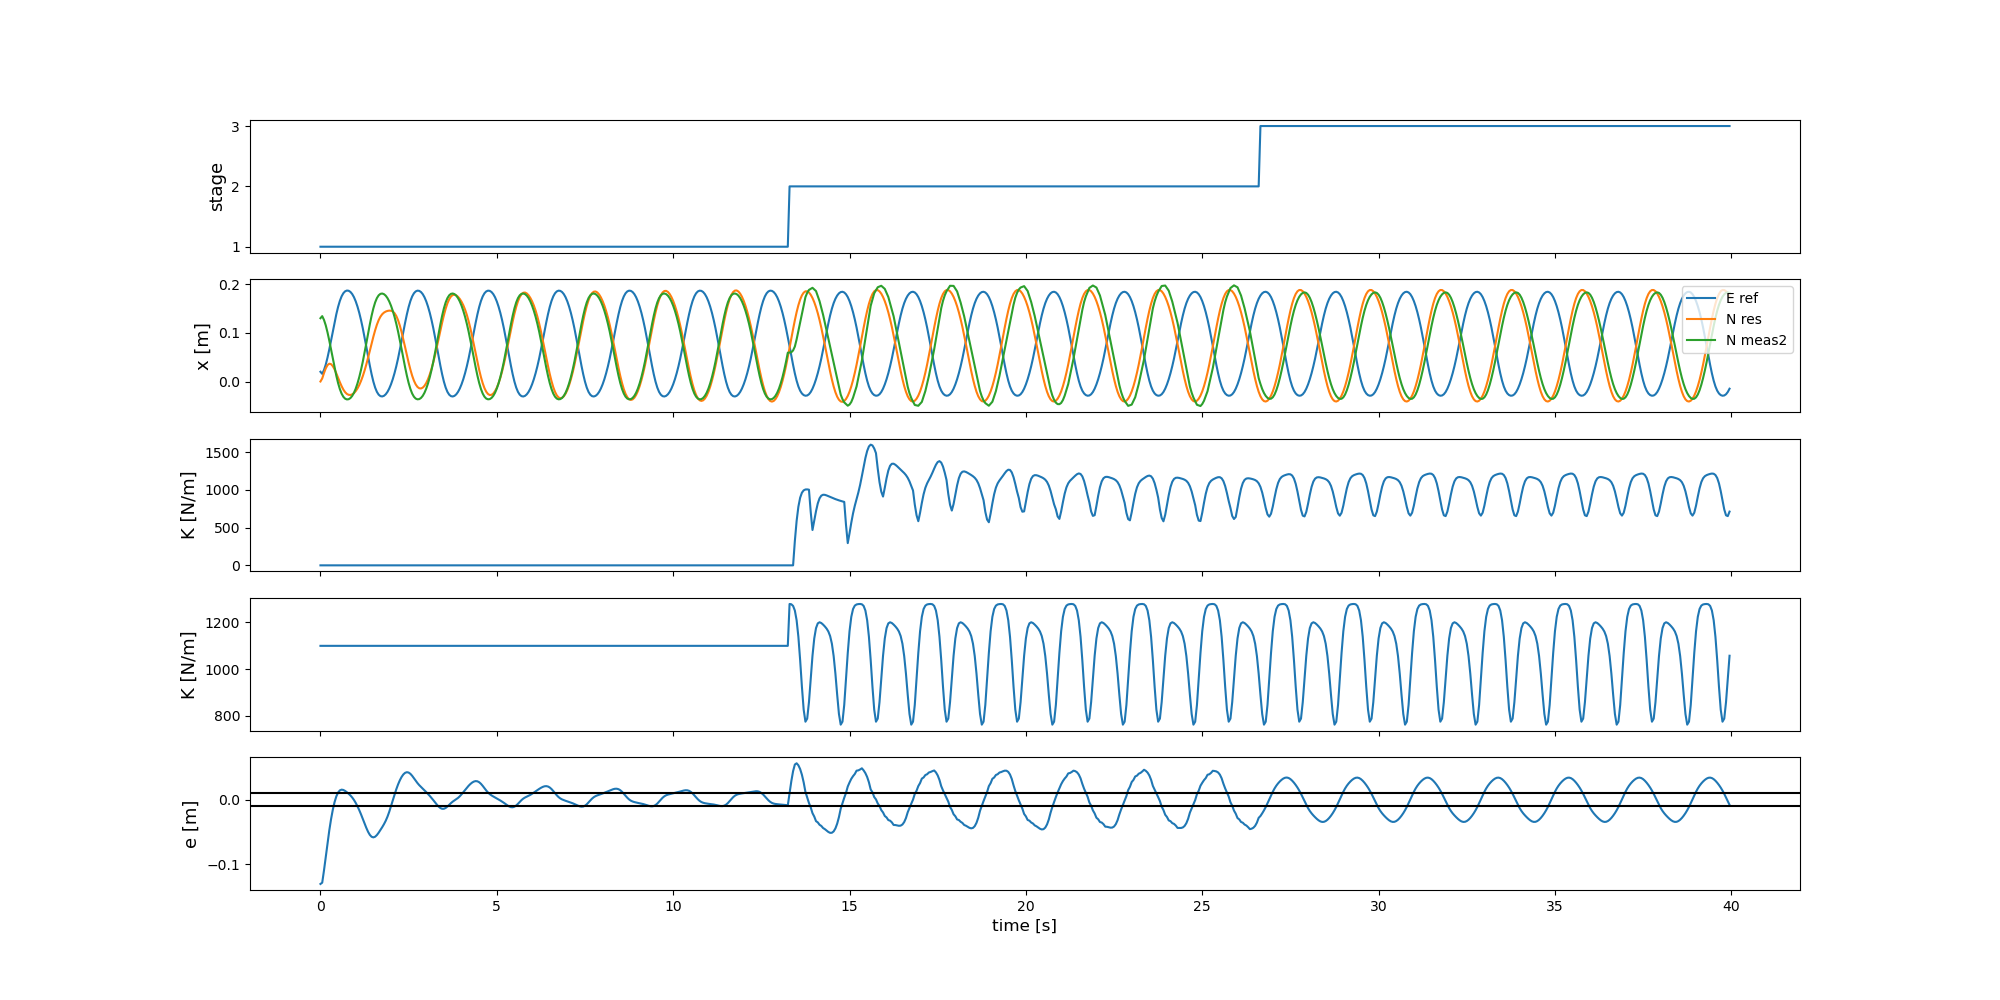 stage
3
2
1
x [m]
0.2
0.1
0.0
E ref
N res
N meas2
K [N/m]
1500
1000
500
0
K [N/m]
1200
1000
800
e [m]
0.0
−0.1
0 5 10 15 20 25 30 35 40
time [s]